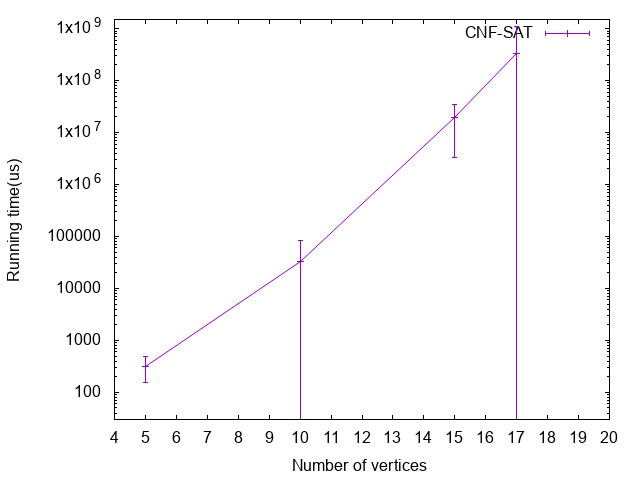 1x10^9
1x10^8
1x10^7
1x10^6
100000
10000
1000
100
Running time(us)
CNF-SAT
4 5 6 7 8 9 10 11 12 13 14 15 16 17 18 19 20
Number of vertices